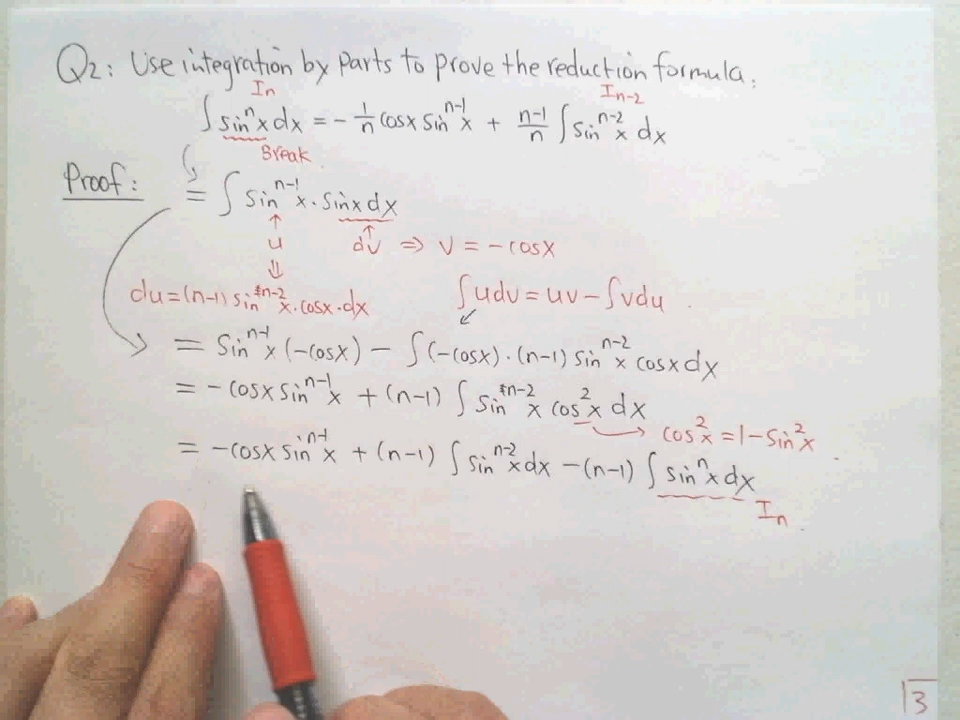 Q2: Use integration by parts to prove the reduction formula.
In In-2
∫ sinⁿx dx = - 1/n cosx sinⁿ⁻¹x + n-1/n ∫ sinⁿ⁻²x dx
Break
Proof: = ∫ sinⁿ⁻¹x · sinx dx
↑ ↑
u dv ⇒ v = -cosx
⇓
du = (n-1) sinⁿ⁻²x · cosx · dx ∫udv = uv - ∫vdu
= sinⁿ⁻¹x (-cosx) - ∫(-cosx) · (n-1) sinⁿ⁻²x cosx dx
= -cosx sinⁿ⁻¹x + (n-1) ∫ sinⁿ⁻²x cos²x dx
→ cos²x = 1 - sin²x
= -cosx sinⁿ⁻¹x + (n-1) ∫ sinⁿ⁻²x dx - (n-1) ∫ sinⁿx dx
In
3